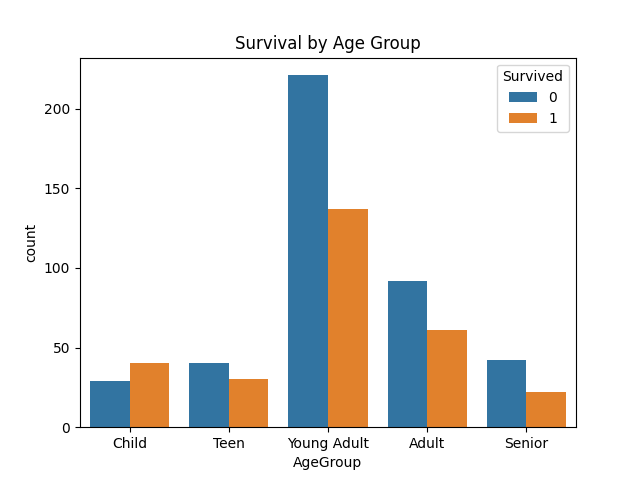 Survival by Age Group
Survived
0
1
count
200
150
100
50
0
Child Teen Young Adult Adult Senior
AgeGroup